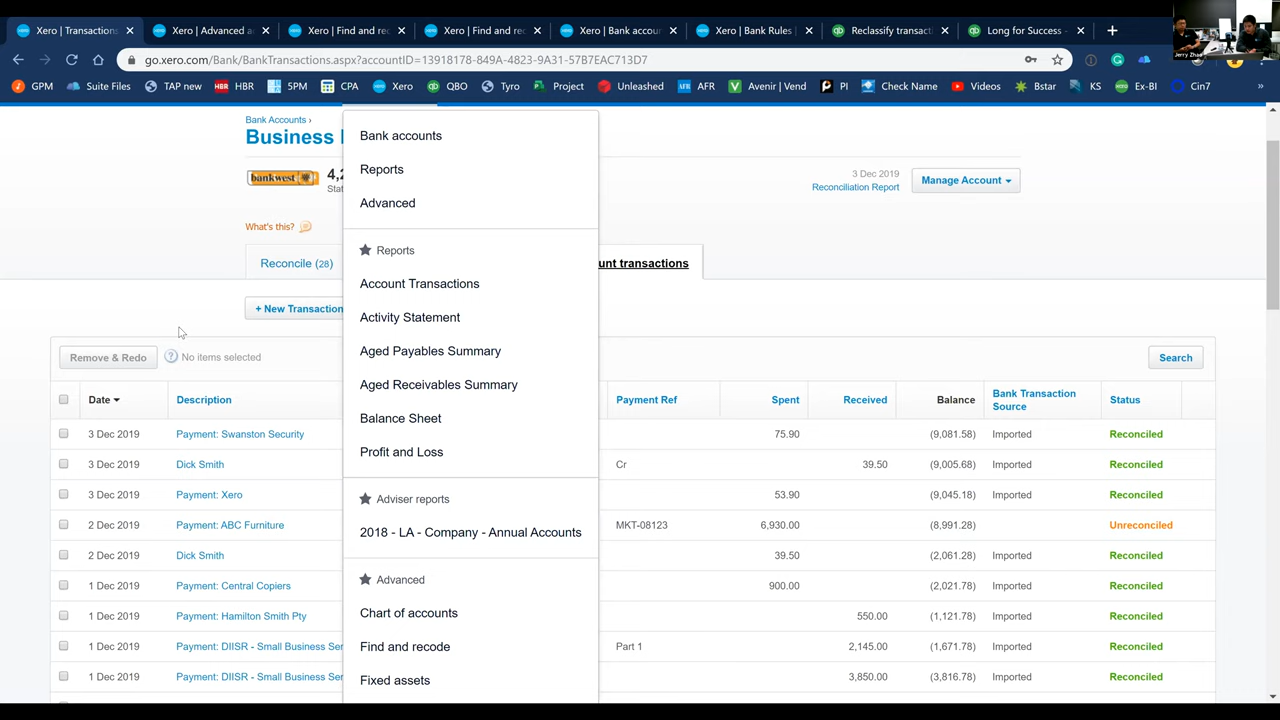 Xero | Transactions
Xero | Advanced a
Xero | Find and re
Xero | Find and re
Xero | Bank accou
Xero | Bank Rules |
Reclassify transact
Long for Success -
go.xero.com/Bank/BankTransactions.aspx?accountID=13918178-
9A-4823-9A31-57B7EAC713D7
Jerry Zhao
GPM
Suite Files
TAP new
HBR
5PM
CPA
Xero
QBO
Tyro
Project
Unleashed
AFR
Avenir | Vend
PI
Check Name
Videos
Bstar
KS
Ex-BI
Cin7
»
Bank Accounts ›
Business
bankwest
4,2
Stat
3 Dec 2019
Reconciliation Report
Manage Account
What's this?
Reconcile (28)
unt transactions
+ New Transaction
Bank accounts
Reports
Advanced
Reports
Account Transactions
Activity Statement
Aged Payables Summary
Aged Receivables Summary
Balance Sheet
Profit and Loss
Adviser reports
2018 - LA - Company - Annual Accounts
Advanced
Chart of accounts
Find and recode
Fixed assets
Remove & Redo
? No items selected
Search
Date Description Payment Ref Spent Received Balance Bank Transaction Source Status
3 Dec 2019 Payment: Swanston Security 75.90 (9,081.58) Imported Reconciled
3 Dec 2019 Dick Smith Cr 39.50 (9,005.68) Imported Reconciled
3 Dec 2019 Payment: Xero 53.90 (9,045.18) Imported Reconciled
2 Dec 2019 Payment: ABC Furniture MKT-08123 6,930.00 (8,991.28) Imported Unreconciled
2 Dec 2019 Dick Smith 39.50 (2,061.28) Imported Reconciled
1 Dec 2019 Payment: Central Copiers 900.00 (2,021.78) Imported Reconciled
1 Dec 2019 Payment: Hamilton Smith Pty 550.00 (1,121.78) Imported Reconciled
1 Dec 2019 Payment: DIISR - Small Business Ser Part 1 2,145.00 (1,671.78) Imported Reconciled
1 Dec 2019 Payment: DIISR - Small Business Ser 3,850.00 (3,816.78) Imported Reconciled